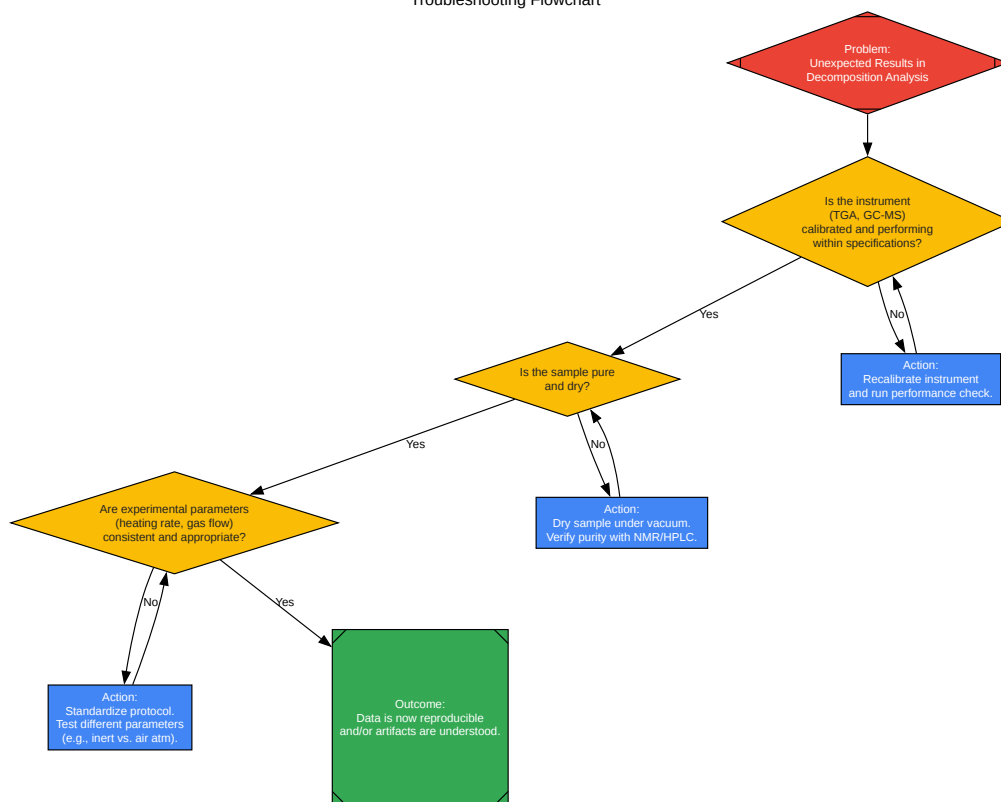 Troubleshooting Flowchart
Problem:
Unexpected Results in
Decomposition Analysis
Is the instrument
(TGA, GC-MS)
calibrated and performing
within specifications?
Yes
No
Action:
Recalibrate instrument
and run performance check.
Is the sample pure
and dry?
Yes
No
Action:
Dry sample under vacuum.
Verify purity with NMR/HPLC.
Are experimental parameters
(heating rate, gas flow)
consistent and appropriate?
No
Yes
Action:
Standardize protocol.
Test different parameters
(e.g., inert vs. air atm).
Outcome:
Data is now reproducible
and/or artifacts are understood.